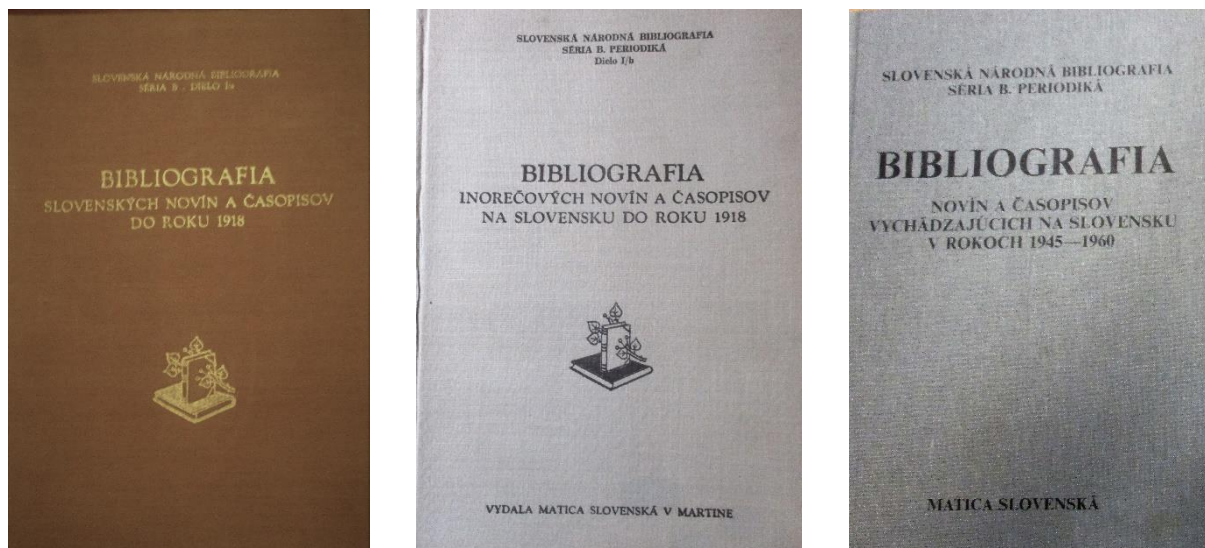 SLOVENSKÁ NÁRODNÁ BIBLIOGRAFIA
SÉRIA B . DIELO I/a
BIBLIOGRAFIA
SLOVENSKÝCH NOVÍN A ČASOPISOV
DO ROKU 1918
SLOVENSKÁ NÁRODNÁ BIBLIOGRAFIA
SÉRIA B. PERIODIKÁ
Dielo I/b
BIBLIOGRAFIA
INOREČOVÝCH NOVÍN A ČASOPISOV
NA SLOVENSKU DO ROKU 1918
VYDALA MATICA SLOVENSKÁ V MARTINE
SLOVENSKÁ NÁRODNÁ BIBLIOGRAFIA
SÉRIA B. PERIODIKÁ
BIBLIOGRAFIA
NOVÍN A ČASOPISOV
VYCHÁDZAJÚCICH NA SLOVENSKU
V ROKOCH 1945—1960
MATICA SLOVENSKÁ